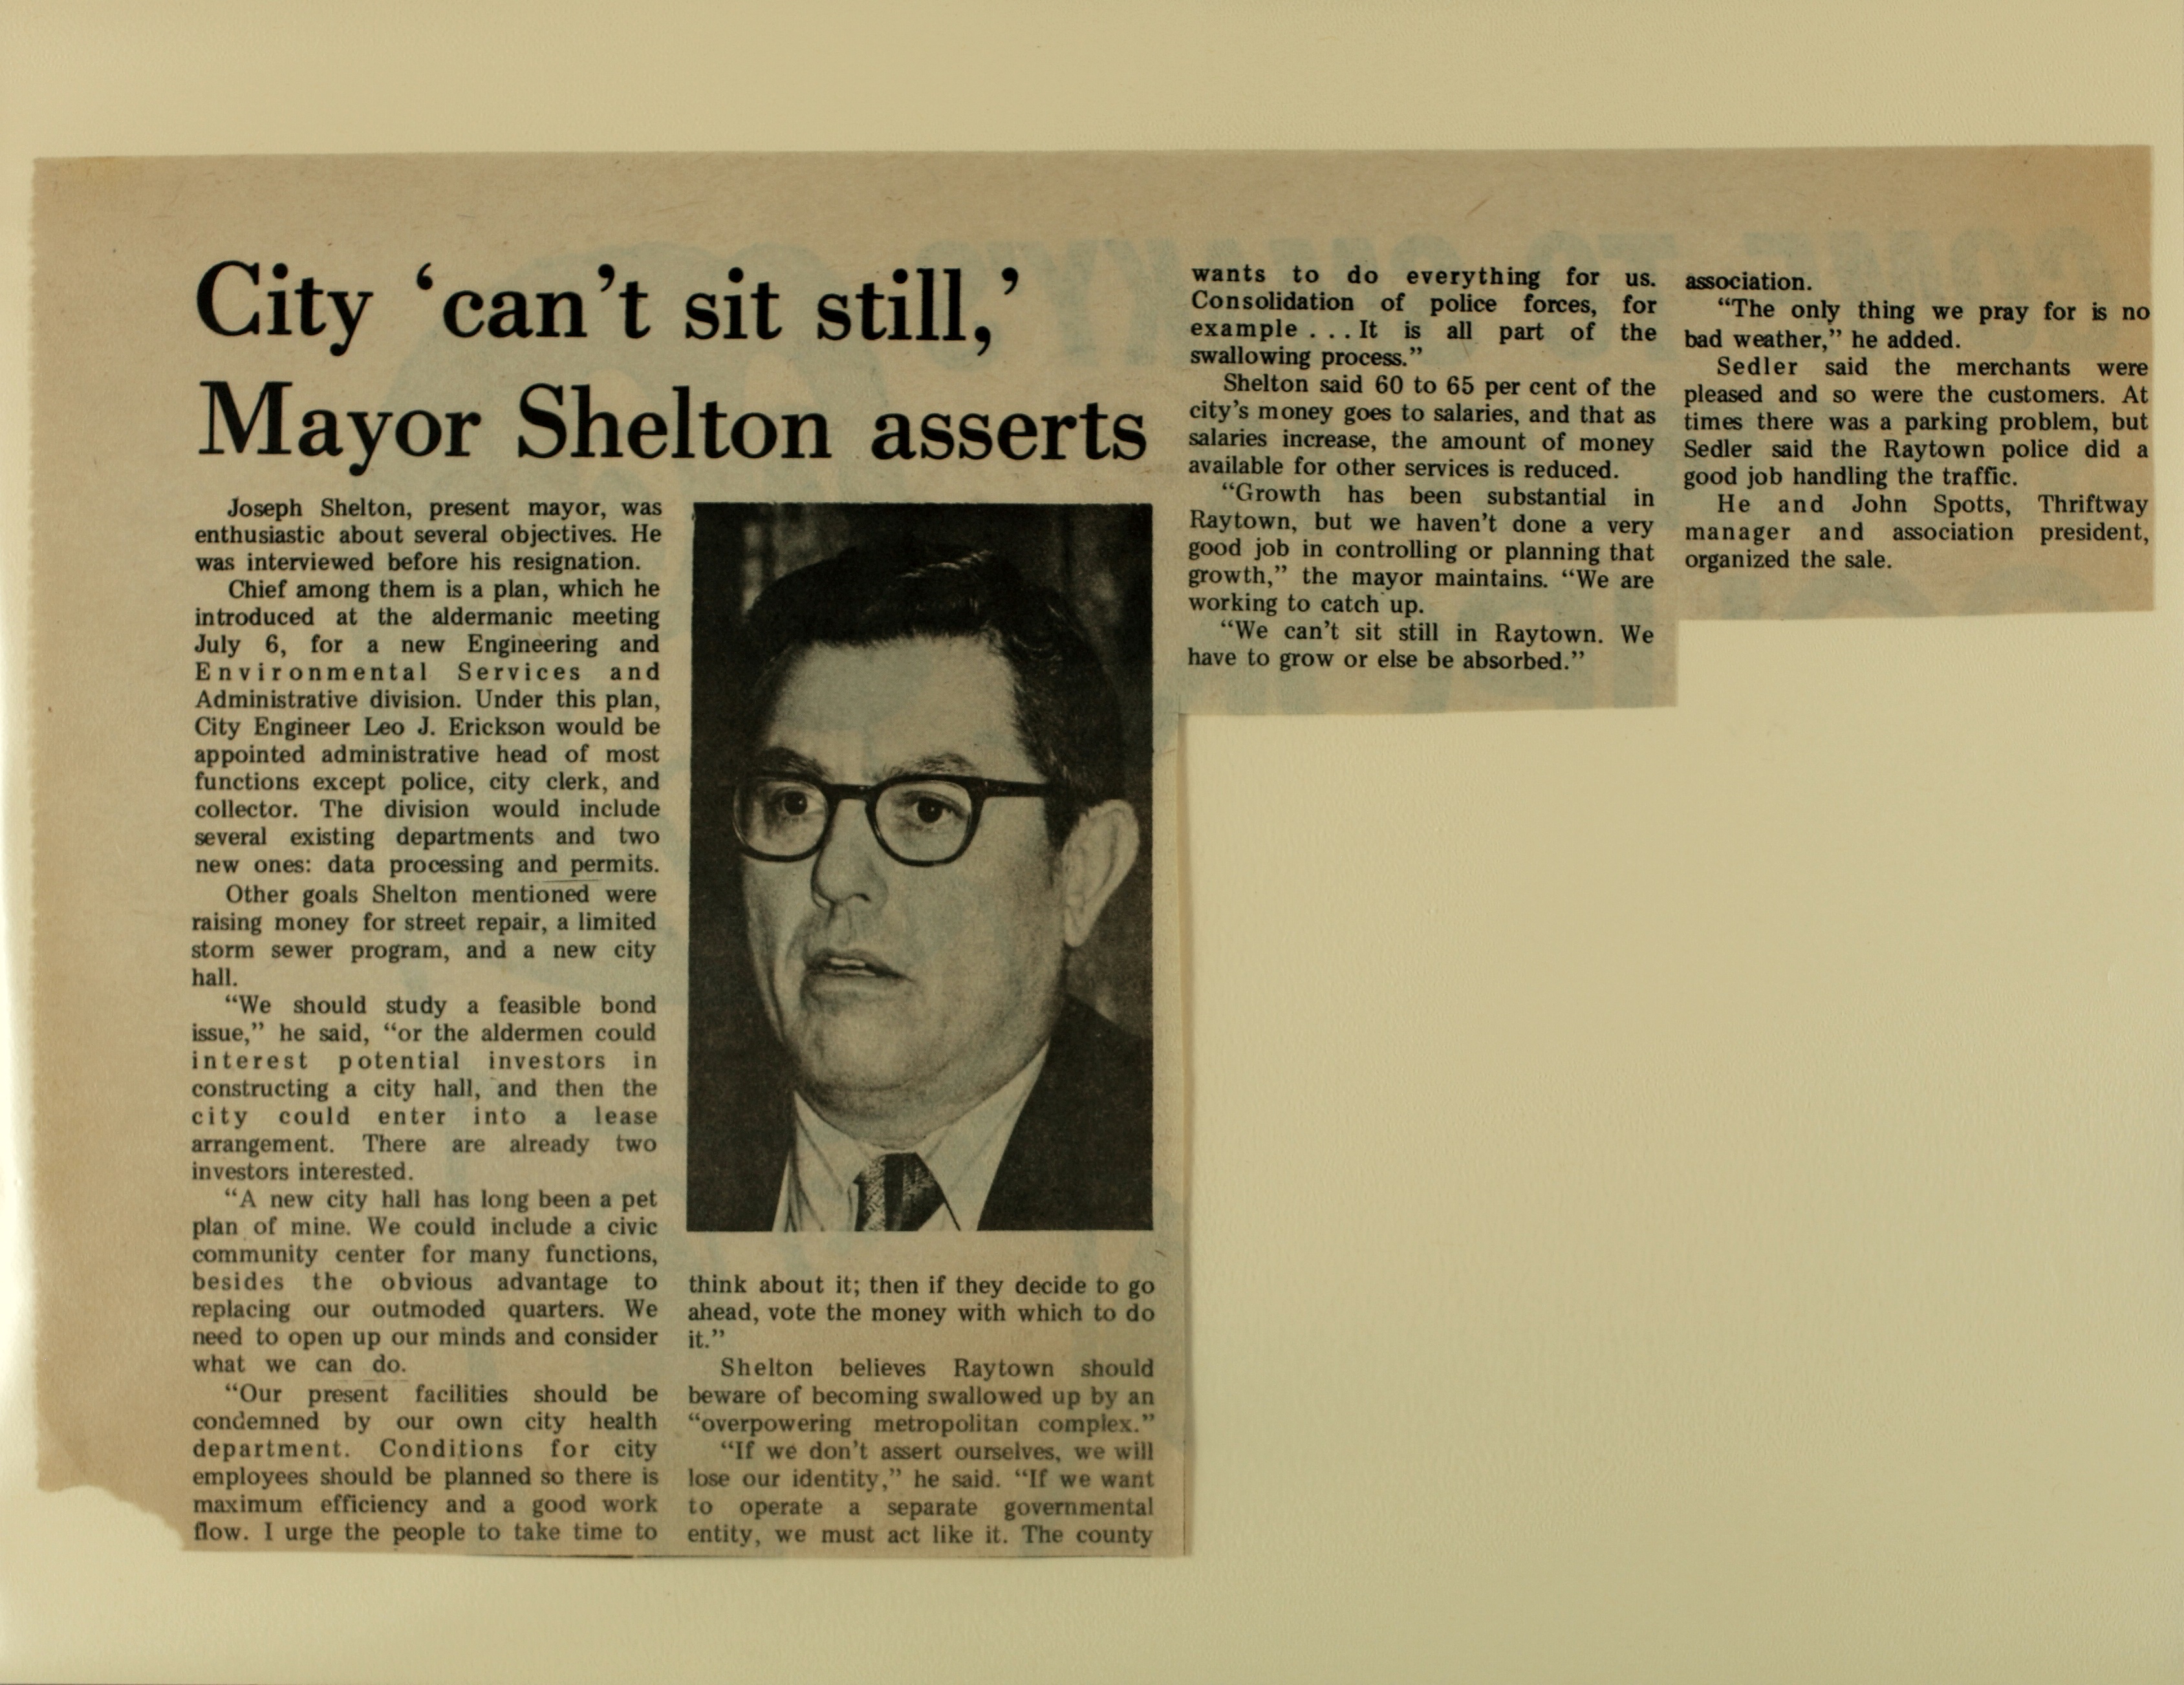 City ‘can’t sit still,’
Mayor Shelton asserts
Joseph Shelton, present mayor, was
enthusiastic about several objectives. He
was interviewed before his resignation.
Chief among them is a plan, which he
introduced at the aldermanic meeting
July 6, for a new Engineering and
Environmental Services and
Administrative division. Under this plan,
City Engineer Leo J. Erickson would be
appointed administrative head of most
functions except police, city clerk, and
collector. The division would include
several existing departments and two
new ones: data processing and permits.
Other goals Shelton mentioned were
raising money for street repair, a limited
storm sewer program, and a new city
hall.
“We should study a feasible bond
issue,” he said, “or the aldermen could
interest potential investors in
constructing a city hall, and then the
city could enter into a lease
arrangement. There are already two
investors interested.
“A new city hall has long been a pet
plan of mine. We could include a civic
community center for many functions,
besides the obvious advantage to
replacing our outmoded quarters. We
need to open up our minds and consider
what we can do.
“Our present facilities should be
condemned by our own city health
department. Conditions for city
employees should be planned so there is
maximum efficiency and a good work
flow. I urge the people to take time to
think about it; then if they decide to go
ahead, vote the money with which to do
it.”
Shelton believes Raytown should
beware of becoming swallowed up by an
“overpowering metropolitan complex.”
“If we don’t assert ourselves, we will
lose our identity,” he said. “If we want
to operate a separate governmental
entity, we must act like it. The county
wants to do everything for us.
Consolidation of police forces, for
example . . . It is all part of the
swallowing process.”
Shelton said 60 to 65 per cent of the
city’s money goes to salaries, and that as
salaries increase, the amount of money
available for other services is reduced.
“Growth has been substantial in
Raytown, but we haven’t done a very
good job in controlling or planning that
growth,” the mayor maintains. “We are
working to catch up.
“We can’t sit still in Raytown. We
have to grow or else be absorbed.”
association.
“The only thing we pray for is no
bad weather,” he added.
Sedler said the merchants were
pleased and so were the customers. At
times there was a parking problem, but
Sedler said the Raytown police did a
good job handling the traffic.
He and John Spotts, Thriftway
manager and association president,
organized the sale.